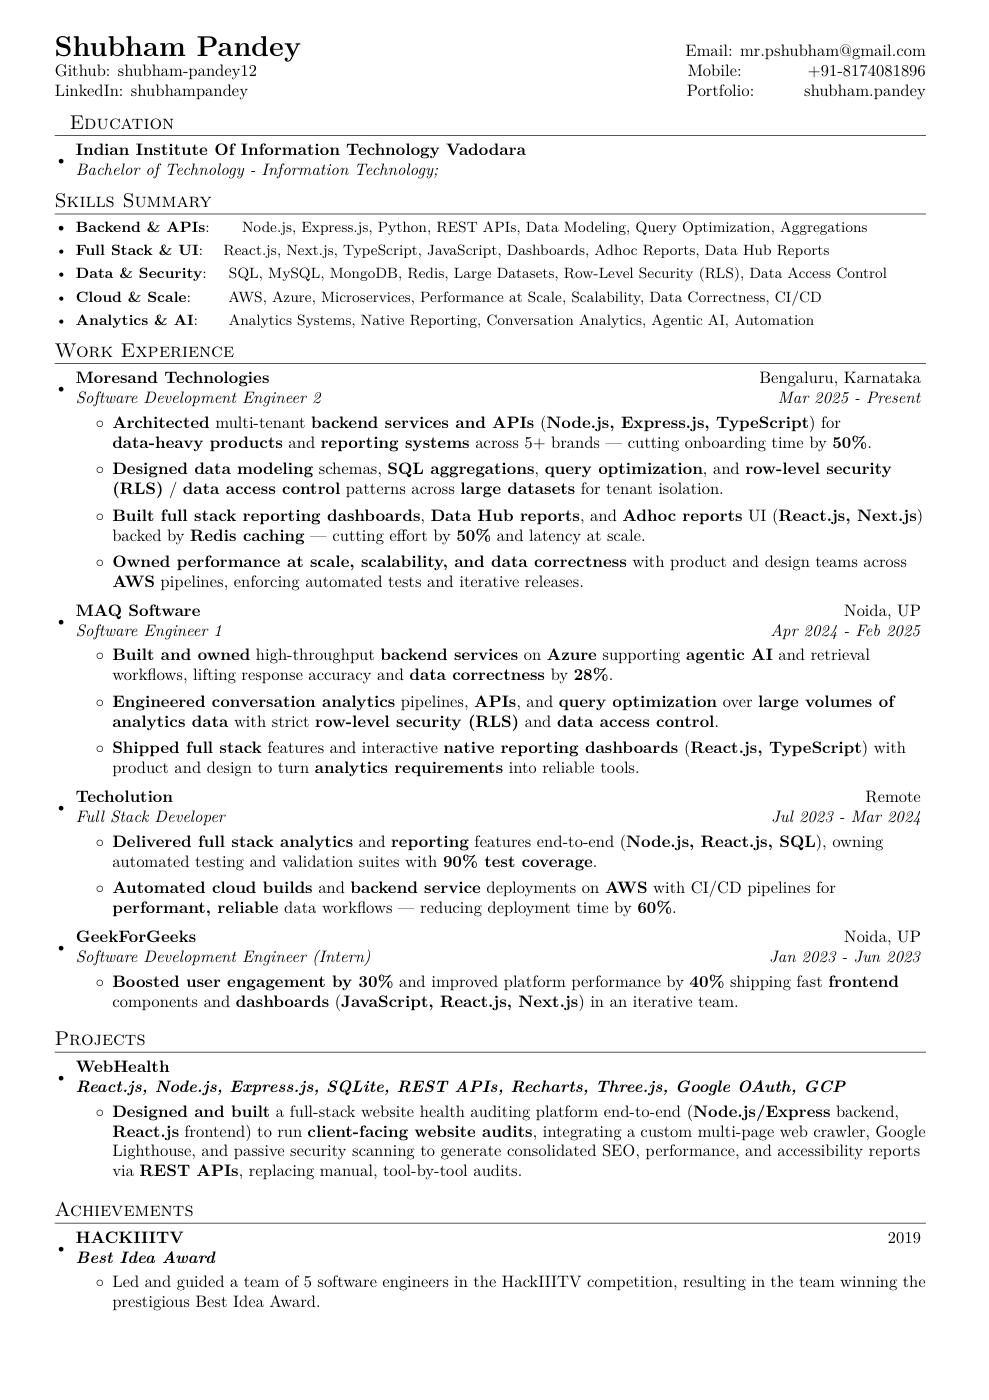 Shubham Pandey
Github: shubham-pandey12
LinkedIn: shubhampandey
Email: mr.pshubham@gmail.com
Mobile: +91-8174081896
Portfolio: shubham.pandey
Education
• Indian Institute Of Information Technology Vadodara
Bachelor of Technology - Information Technology;
Skills Summary
• Backend & APIs: Node.js, Express.js, Python, REST APIs, Data Modeling, Query Optimization, Aggregations
• Full Stack & UI: React.js, Next.js, TypeScript, JavaScript, Dashboards, Adhoc Reports, Data Hub Reports
• Data & Security: SQL, MySQL, MongoDB, Redis, Large Datasets, Row-Level Security (RLS), Data Access Control
• Cloud & Scale: AWS, Azure, Microservices, Performance at Scale, Scalability, Data Correctness, CI/CD
• Analytics & AI: Analytics Systems, Native Reporting, Conversation Analytics, Agentic AI, Automation
Work Experience
• Moresand Technologies Bengaluru, Karnataka
Software Development Engineer 2 Mar 2025 - Present
○ Architected multi-tenant backend services and APIs (Node.js, Express.js, TypeScript) for
data-heavy products and reporting systems across 5+ brands — cutting onboarding time by 50%.
○ Designed data modeling schemas, SQL aggregations, query optimization, and row-level security
(RLS) / data access control patterns across large datasets for tenant isolation.
○ Built full stack reporting dashboards, Data Hub reports, and Adhoc reports UI (React.js, Next.js)
backed by Redis caching — cutting effort by 50% and latency at scale.
○ Owned performance at scale, scalability, and data correctness with product and design teams across
AWS pipelines, enforcing automated tests and iterative releases.
• MAQ Software Noida, UP
Software Engineer 1 Apr 2024 - Feb 2025
○ Built and owned high-throughput backend services on Azure supporting agentic AI and retrieval
workflows, lifting response accuracy and data correctness by 28%.
○ Engineered conversation analytics pipelines, APIs, and query optimization over large volumes of
analytics data with strict row-level security (RLS) and data access control.
○ Shipped full stack features and interactive native reporting dashboards (React.js, TypeScript) with
product and design to turn analytics requirements into reliable tools.
• Techolution Remote
Full Stack Developer Jul 2023 - Mar 2024
○ Delivered full stack analytics and reporting features end-to-end (Node.js, React.js, SQL), owning
automated testing and validation suites with 90% test coverage.
○ Automated cloud builds and backend service deployments on AWS with CI/CD pipelines for
performant, reliable data workflows — reducing deployment time by 60%.
• GeekForGeeks Noida, UP
Software Development Engineer (Intern) Jan 2023 - Jun 2023
○ Boosted user engagement by 30% and improved platform performance by 40% shipping fast frontend
components and dashboards (JavaScript, React.js, Next.js) in an iterative team.
Projects
• WebHealth
React.js, Node.js, Express.js, SQLite, REST APIs, Recharts, Three.js, Google OAuth, GCP
○ Designed and built a full-stack website health auditing platform end-to-end (Node.js/Express backend,
React.js frontend) to run client-facing website audits, integrating a custom multi-page web crawler, Google
Lighthouse, and passive security scanning to generate consolidated SEO, performance, and accessibility reports
via REST APIs, replacing manual, tool-by-tool audits.
Achievements
• HACKIIITV 2019
Best Idea Award
○ Led and guided a team of 5 software engineers in the HackIIITV competition, resulting in the team winning the
prestigious Best Idea Award.